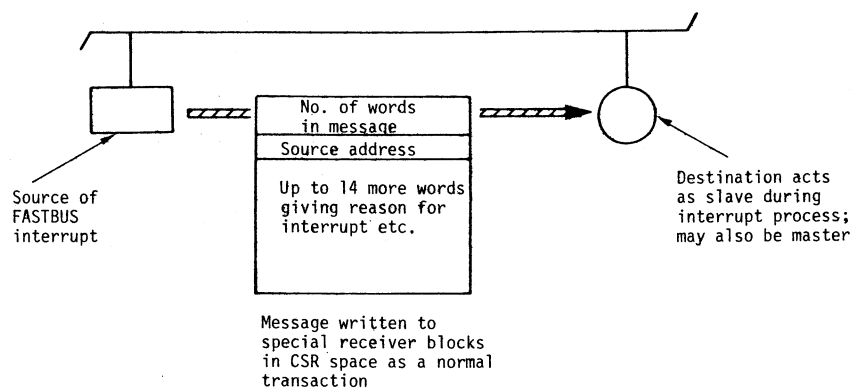 No. of words
in message
Source address
Up to 14 more words
giving reason for
interrupt etc.
Source of
FASTBUS
interrupt
Destination acts
as slave during
interrupt process;
may also be master
Message written to
special receiver blocks
in CSR space as a normal
transaction